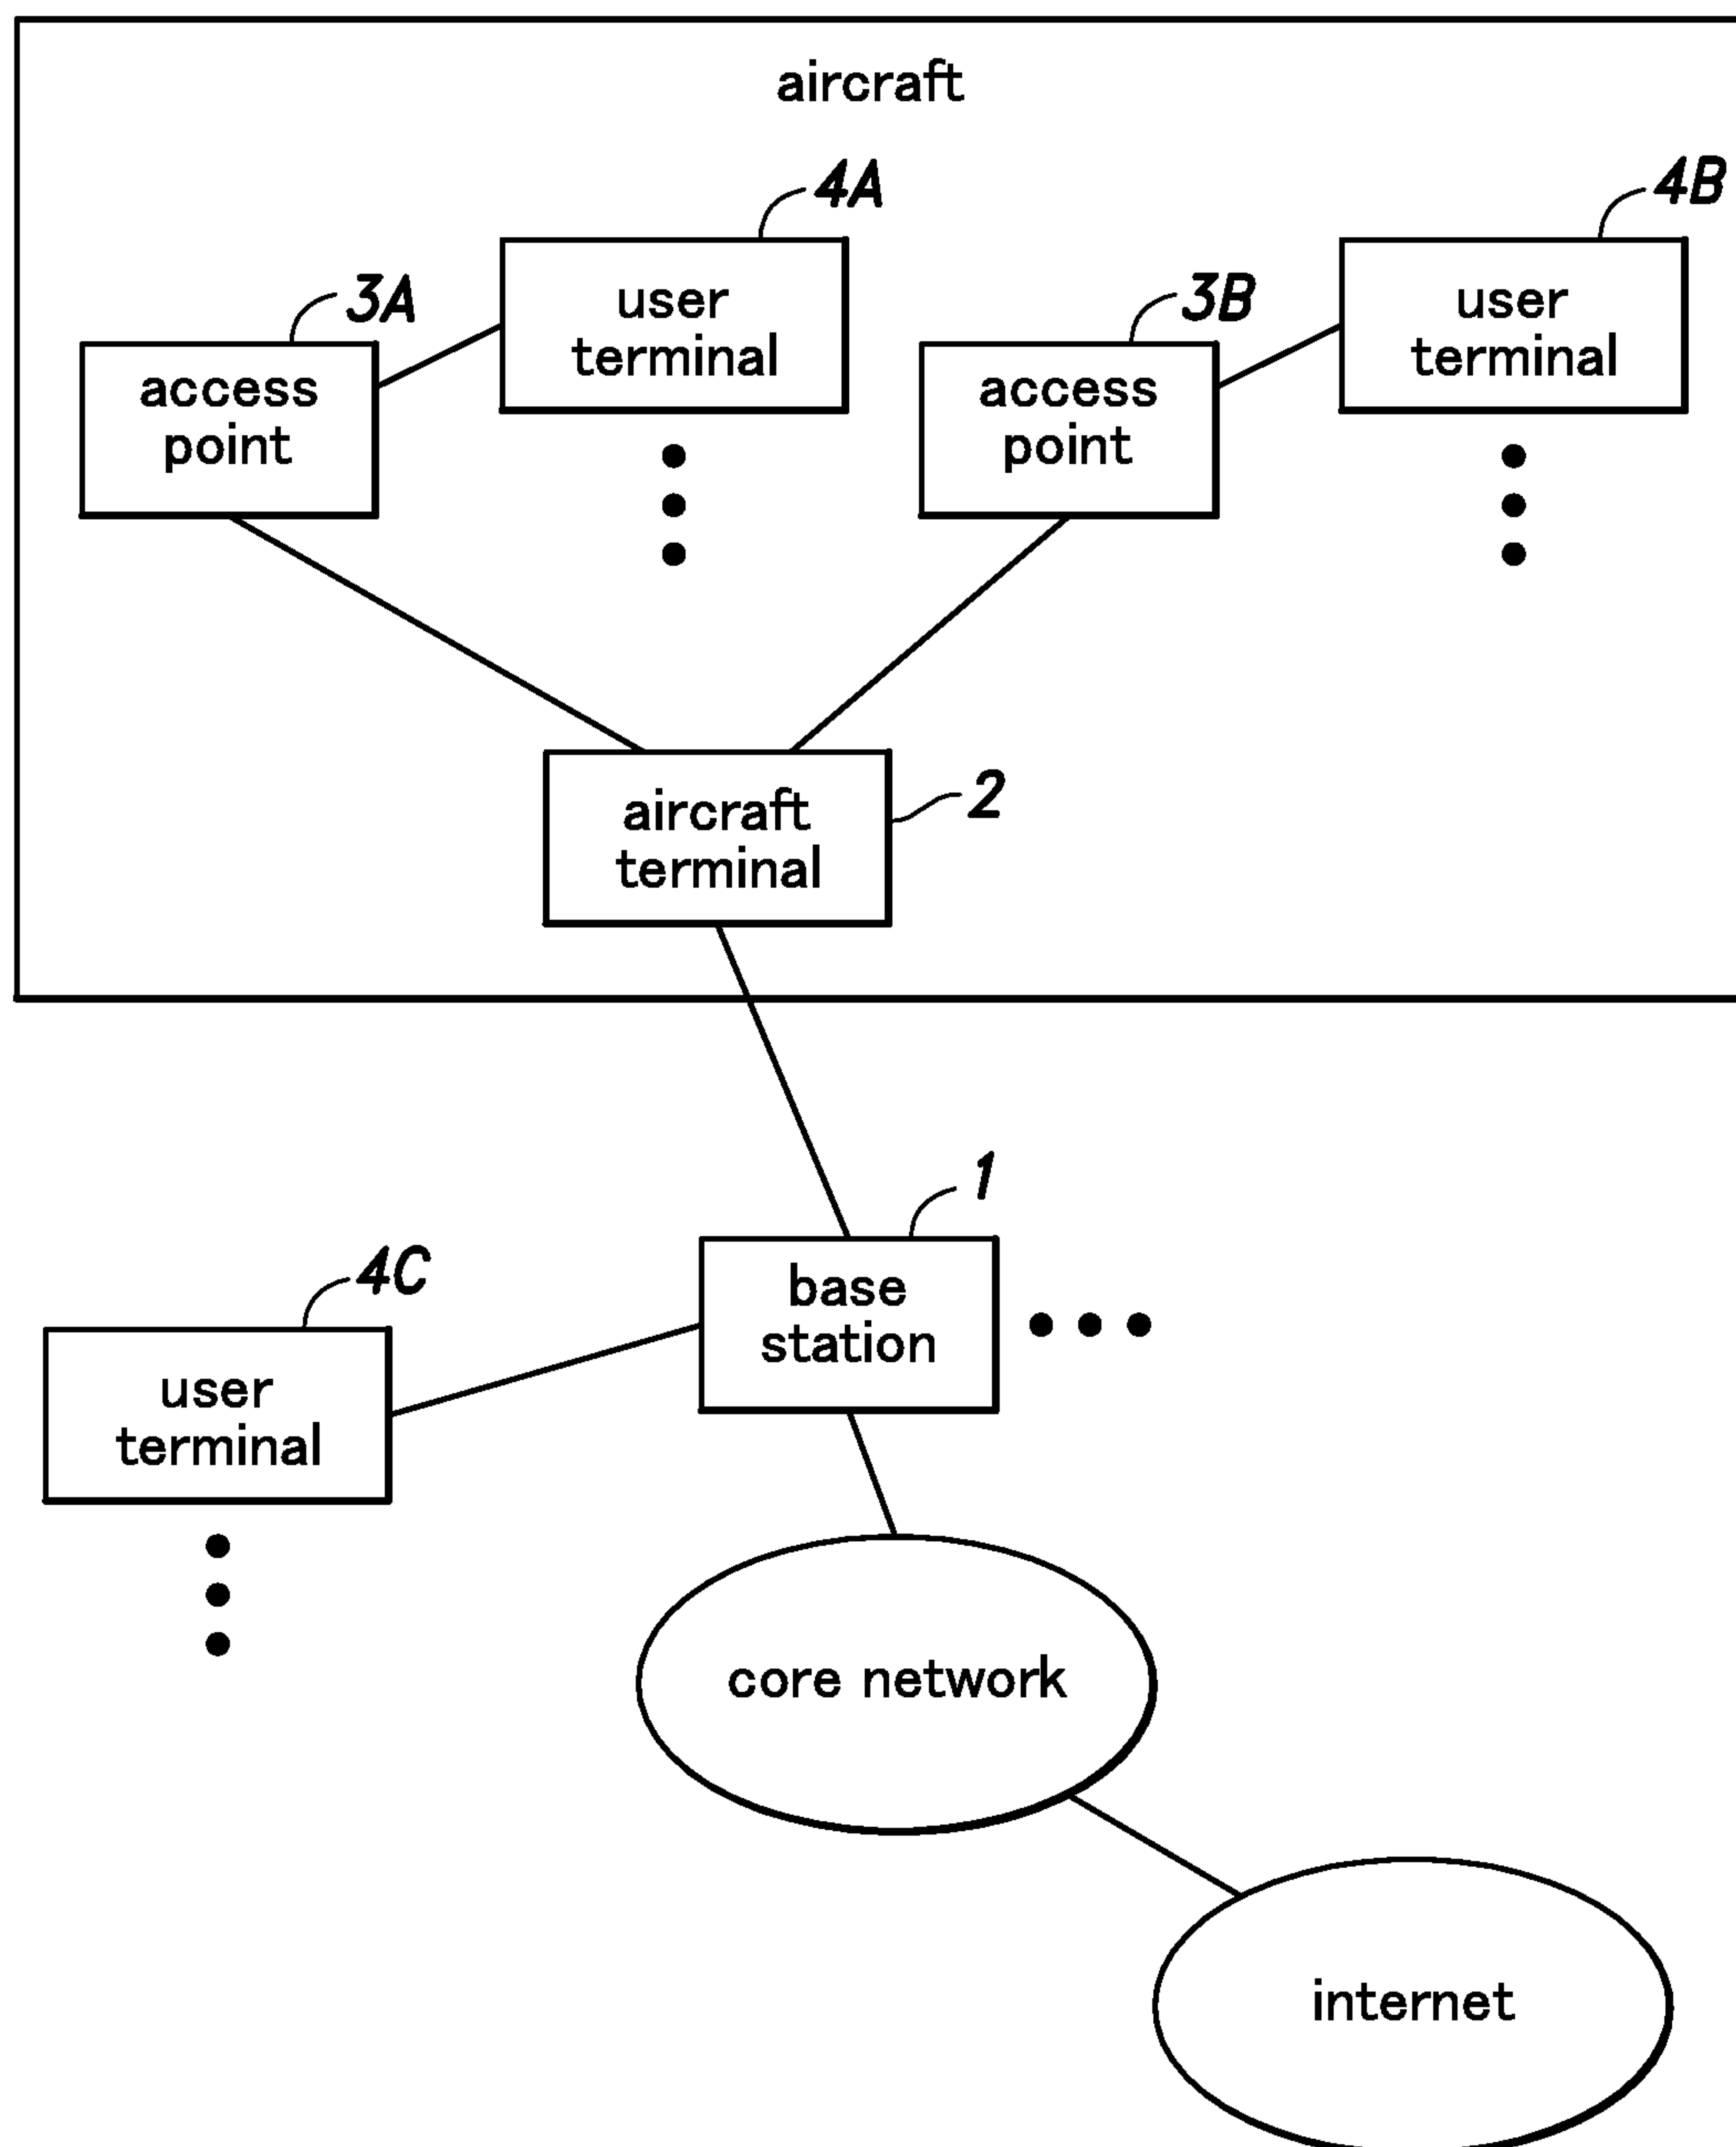 aircraft
4A
4B
user
terminal
3A
access
point
user
terminal
3B
access
point
aircraft
terminal
2
1
base
station
4C
user
terminal
core network
internet